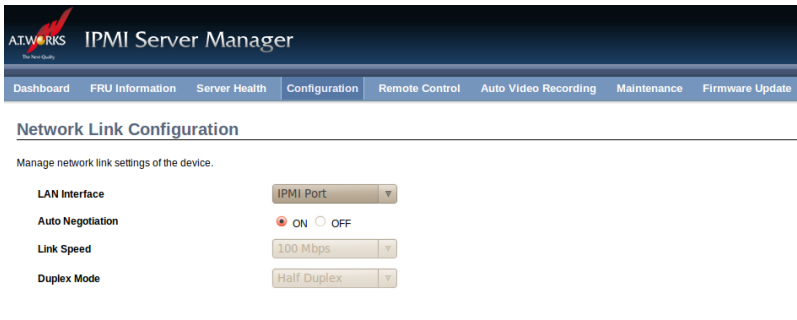 A.T.WORKS
The New Quality
IPMI Server Manager
Dashboard FRU Information Server Health Configuration Remote Control Auto Video Recording Maintenance Firmware Update
Network Link Configuration
Manage network link settings of the device.
LAN Interface IPMI Port
Auto Negotiation ON OFF
Link Speed 100 Mbps
Duplex Mode Half Duplex